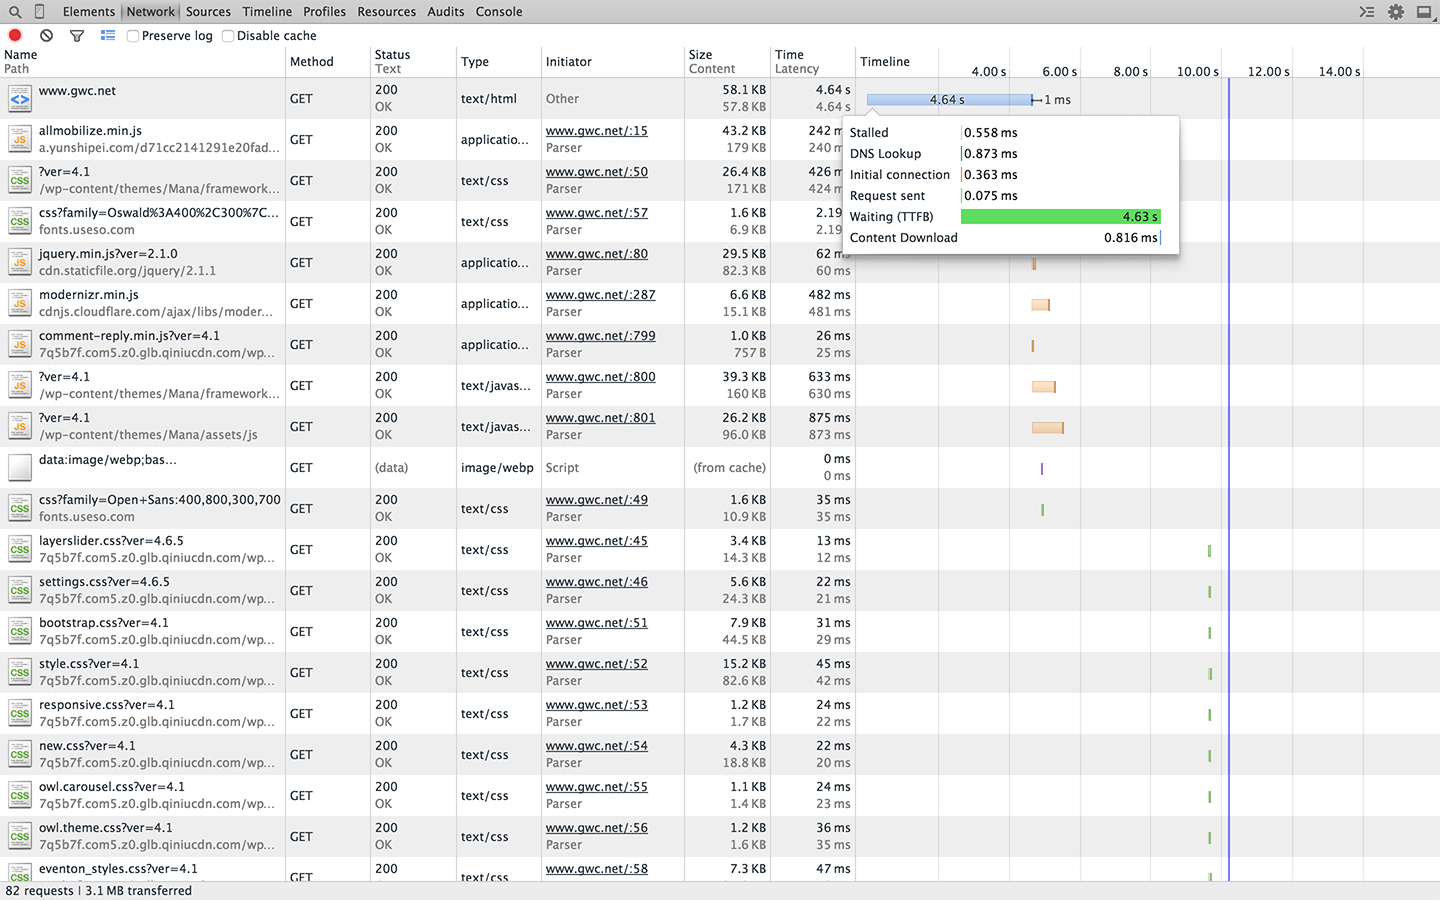 Elements Network Sources Timeline Profiles Resources Audits Console
Preserve log Disable cache
Name Path Method Status Text Type Initiator Size Content Time Latency Timeline 4.00 s 6.00 s 8.00 s 10.00 s 12.00 s 14.00 s
www.gwc.net GET 200 OK text/html Other 58.1 KB 57.8 KB 4.64 s 4.64 s 4.64 s 1 ms
Stalled 0.558 ms
DNS Lookup 0.873 ms
Initial connection 0.363 ms
Request sent 0.075 ms
Waiting (TTFB) 4.63 s
Content Download 0.816 ms
allmobilize.min.js GET 200 applicatio... www.gwc.net/:15 43.2 KB 242 m
a.yunshipei.com/d71cc2141291e20fad... OK Parser 179 KB 240 m
?ver=4.1 GET 200 text/css www.gwc.net/:50 26.4 KB 426 m
/wp-content/themes/Mana/framework... OK Parser 171 KB 424 m
css?family=Oswald%3A400%2C300%7C... GET 200 text/css www.gwc.net/:57 1.6 KB 2.19
fonts.useso.com OK Parser 6.9 KB 2.19
jquery.min.js?ver=2.1.0 GET 200 applicatio... www.gwc.net/:80 29.5 KB 62 ms
cdn.staticfile.org/jquery/2.1.1 OK Parser 82.3 KB 60 ms
modernizr.min.js GET 200 applicatio... www.gwc.net/:287 6.6 KB 482 ms
cdnjs.cloudflare.com/ajax/libs/moder... OK Parser 15.1 KB 481 ms
comment-reply.min.js?ver=4.1 GET 200 applicatio... www.gwc.net/:799 1.0 KB 26 ms
7q5b7f.com5.z0.glb.qiniucdn.com/wp... OK Parser 757 B 25 ms
?ver=4.1 GET 200 text/javas... www.gwc.net/:800 39.3 KB 633 ms
/wp-content/themes/Mana/framework... OK Parser 160 KB 630 ms
?ver=4.1 GET 200 text/javas... www.gwc.net/:801 26.2 KB 875 ms
/wp-content/themes/Mana/assets/js OK Parser 96.0 KB 873 ms
data:image/webp;bas... GET (data) image/webp Script (from cache) 0 ms
0 ms
css?family=Open+Sans:400,800,300,700 GET 200 text/css www.gwc.net/:49 1.6 KB 35 ms
fonts.useso.com OK Parser 10.9 KB 35 ms
layerslider.css?ver=4.6.5 GET 200 text/css www.gwc.net/:45 3.4 KB 13 ms
7q5b7f.com5.z0.glb.qiniucdn.com/wp... OK Parser 14.3 KB 12 ms
settings.css?ver=4.6.5 GET 200 text/css www.gwc.net/:46 5.6 KB 22 ms
7q5b7f.com5.z0.glb.qiniucdn.com/wp... OK Parser 24.3 KB 21 ms
bootstrap.css?ver=4.1 GET 200 text/css www.gwc.net/:51 7.9 KB 31 ms
7q5b7f.com5.z0.glb.qiniucdn.com/wp... OK Parser 44.5 KB 29 ms
style.css?ver=4.1 GET 200 text/css www.gwc.net/:52 15.2 KB 45 ms
7q5b7f.com5.z0.glb.qiniucdn.com/wp... OK Parser 82.6 KB 42 ms
responsive.css?ver=4.1 GET 200 text/css www.gwc.net/:53 1.2 KB 24 ms
7q5b7f.com5.z0.glb.qiniucdn.com/wp... OK Parser 1.7 KB 22 ms
new.css?ver=4.1 GET 200 text/css www.gwc.net/:54 4.3 KB 22 ms
7q5b7f.com5.z0.glb.qiniucdn.com/wp... OK Parser 18.8 KB 20 ms
owl.carousel.css?ver=4.1 GET 200 text/css www.gwc.net/:55 1.1 KB 24 ms
7q5b7f.com5.z0.glb.qiniucdn.com/wp... OK Parser 1.4 KB 23 ms
owl.theme.css?ver=4.1 GET 200 text/css www.gwc.net/:56 1.2 KB 36 ms
7q5b7f.com5.z0.glb.qiniucdn.com/wp... OK Parser 1.6 KB 35 ms
eventon_styles.css?ver=4.1 GET 200 text/css www.gwc.net/:58 7.3 KB 47 ms
82 requests | 3.1 MB transferred